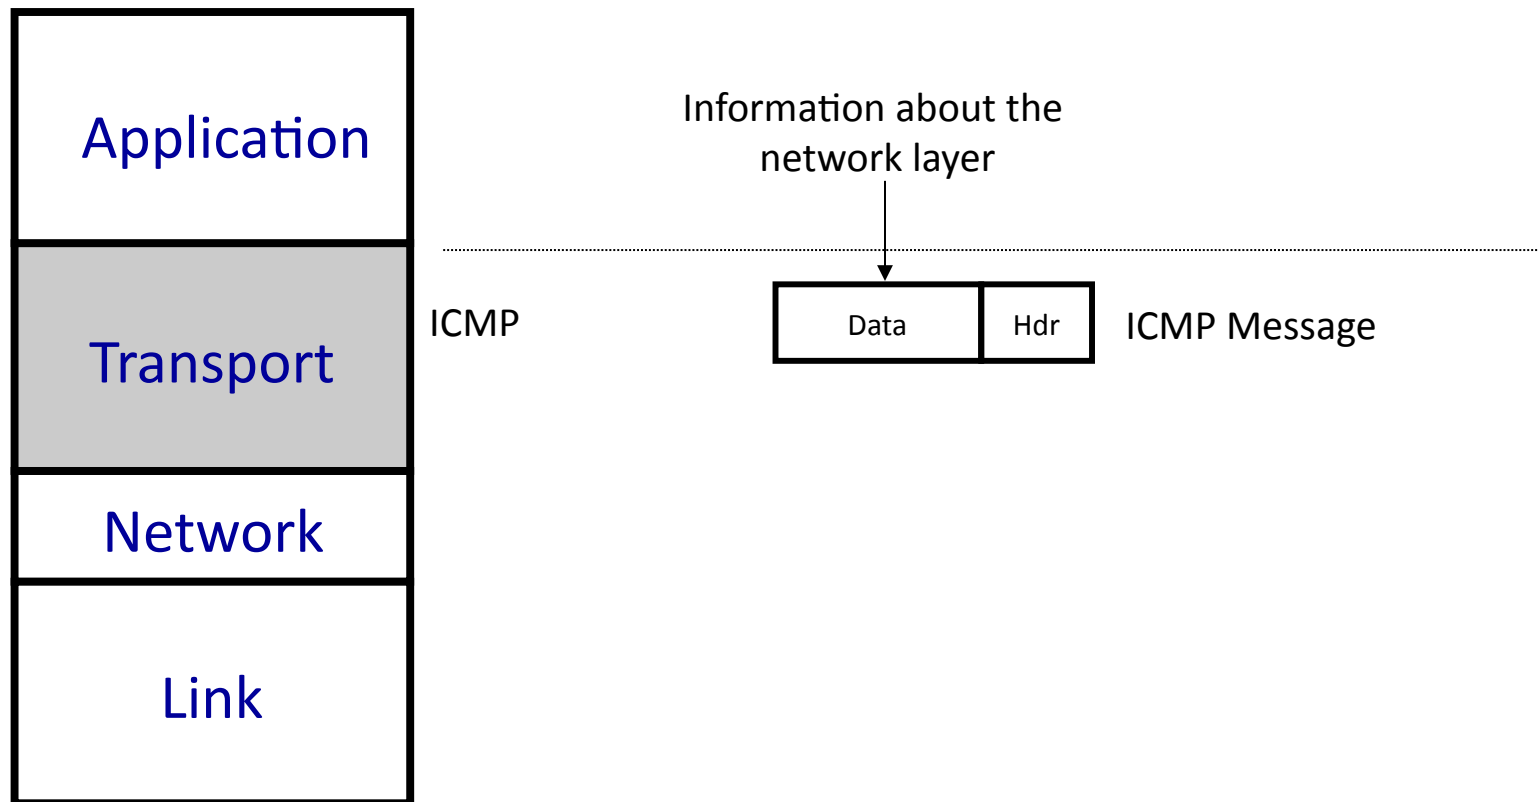 Application
Information about the
network layer
Transport
ICMP
Data
Hdr
ICMP Message
Network
Link